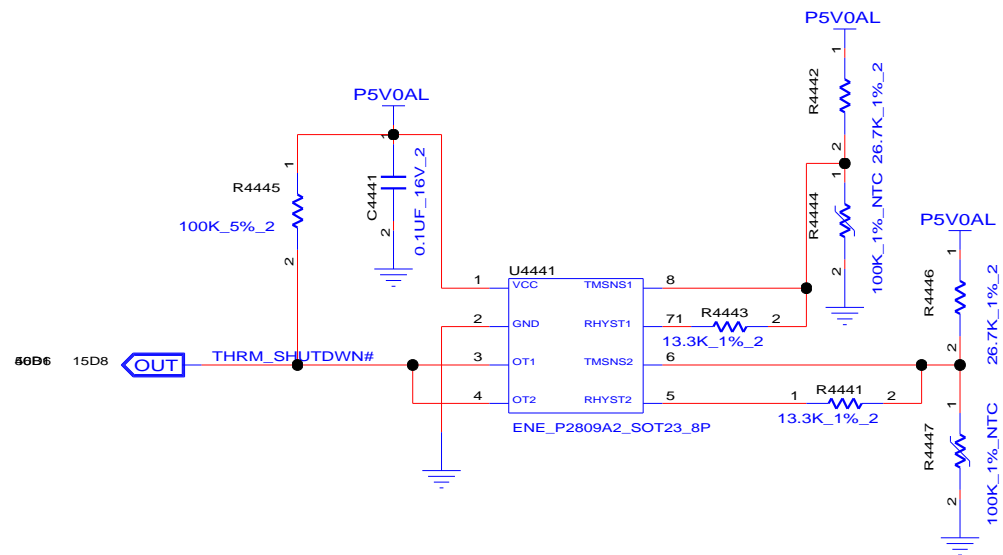 P5V0AL
1
R4442
26.7K_1%_2
2
P5V0AL
1
R4445
100K_5%_2
2
1
C4441
0.1UF_16V_2
2
1
R4444
100K_1%_NTC
2
P5V0AL
1
R4446
26.7K_1%_2
2
U4441
1 VCC TMSNS1 8
2 GND RHYST1 71 R4443 2
13.3K_1%_2
15D8 OUT THRM_SHUTDWN# 3 OT1 TMSNS2 6
4 OT2 RHYST2 5 1 R4441 2
13.3K_1%_2
ENE_P2809A2_SOT23_8P
1
R4447
100K_1%_NTC
2